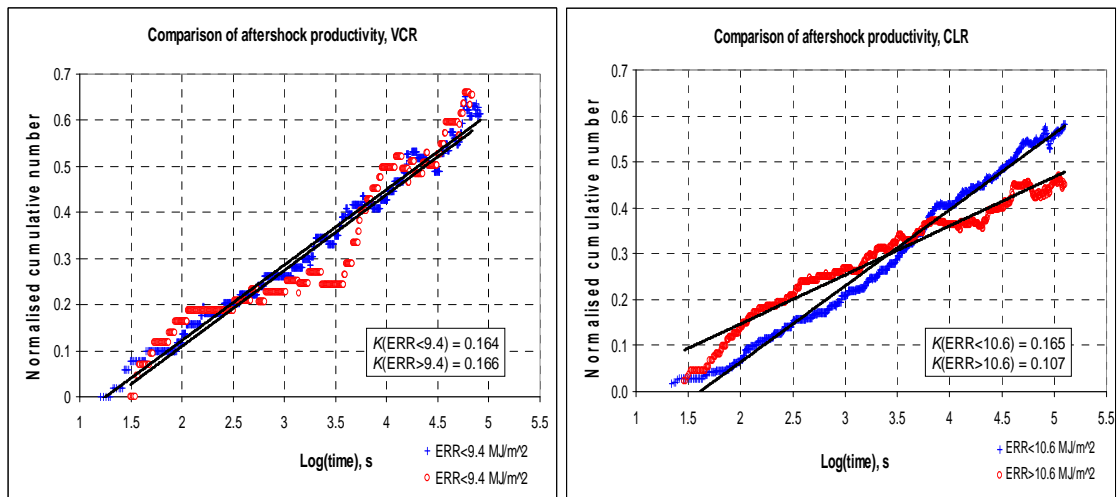 Comparison of aftershock productivity, VCR
Normalised cumulative number
0.7
0.6
0.5
0.4
0.3
0.2
0.1
0
K(ERR<9.4) = 0.164
K(ERR>9.4) = 0.166
1 1.5 2 2.5 3 3.5 4 4.5 5 5.5
Log(time), s
+ ERR<9.4 MJ/m^2
o ERR<9.4 MJ/m^2
Comparison of aftershock productivity, CLR
Normalised cumulative number
0.7
0.6
0.5
0.4
0.3
0.2
0.1
0.0
K(ERR<10.6) = 0.165
K(ERR>10.6) = 0.107
1 1.5 2 2.5 3 3.5 4 4.5 5 5.5
Log(time), s
+ ERR<10.6 MJ/m^2
o ERR>10.6 MJ/m^2